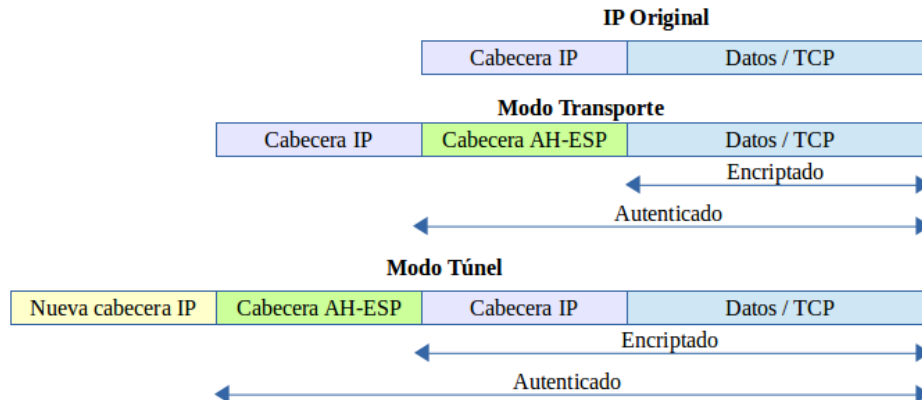 IP Original
Cabecera IP Datos / TCP
Modo Transporte
Cabecera IP Cabecera AH-ESP Datos / TCP
Encriptado
Autenticado
Modo Túnel
Nueva cabecera IP Cabecera AH-ESP Cabecera IP Datos / TCP
Encriptado
Autenticado